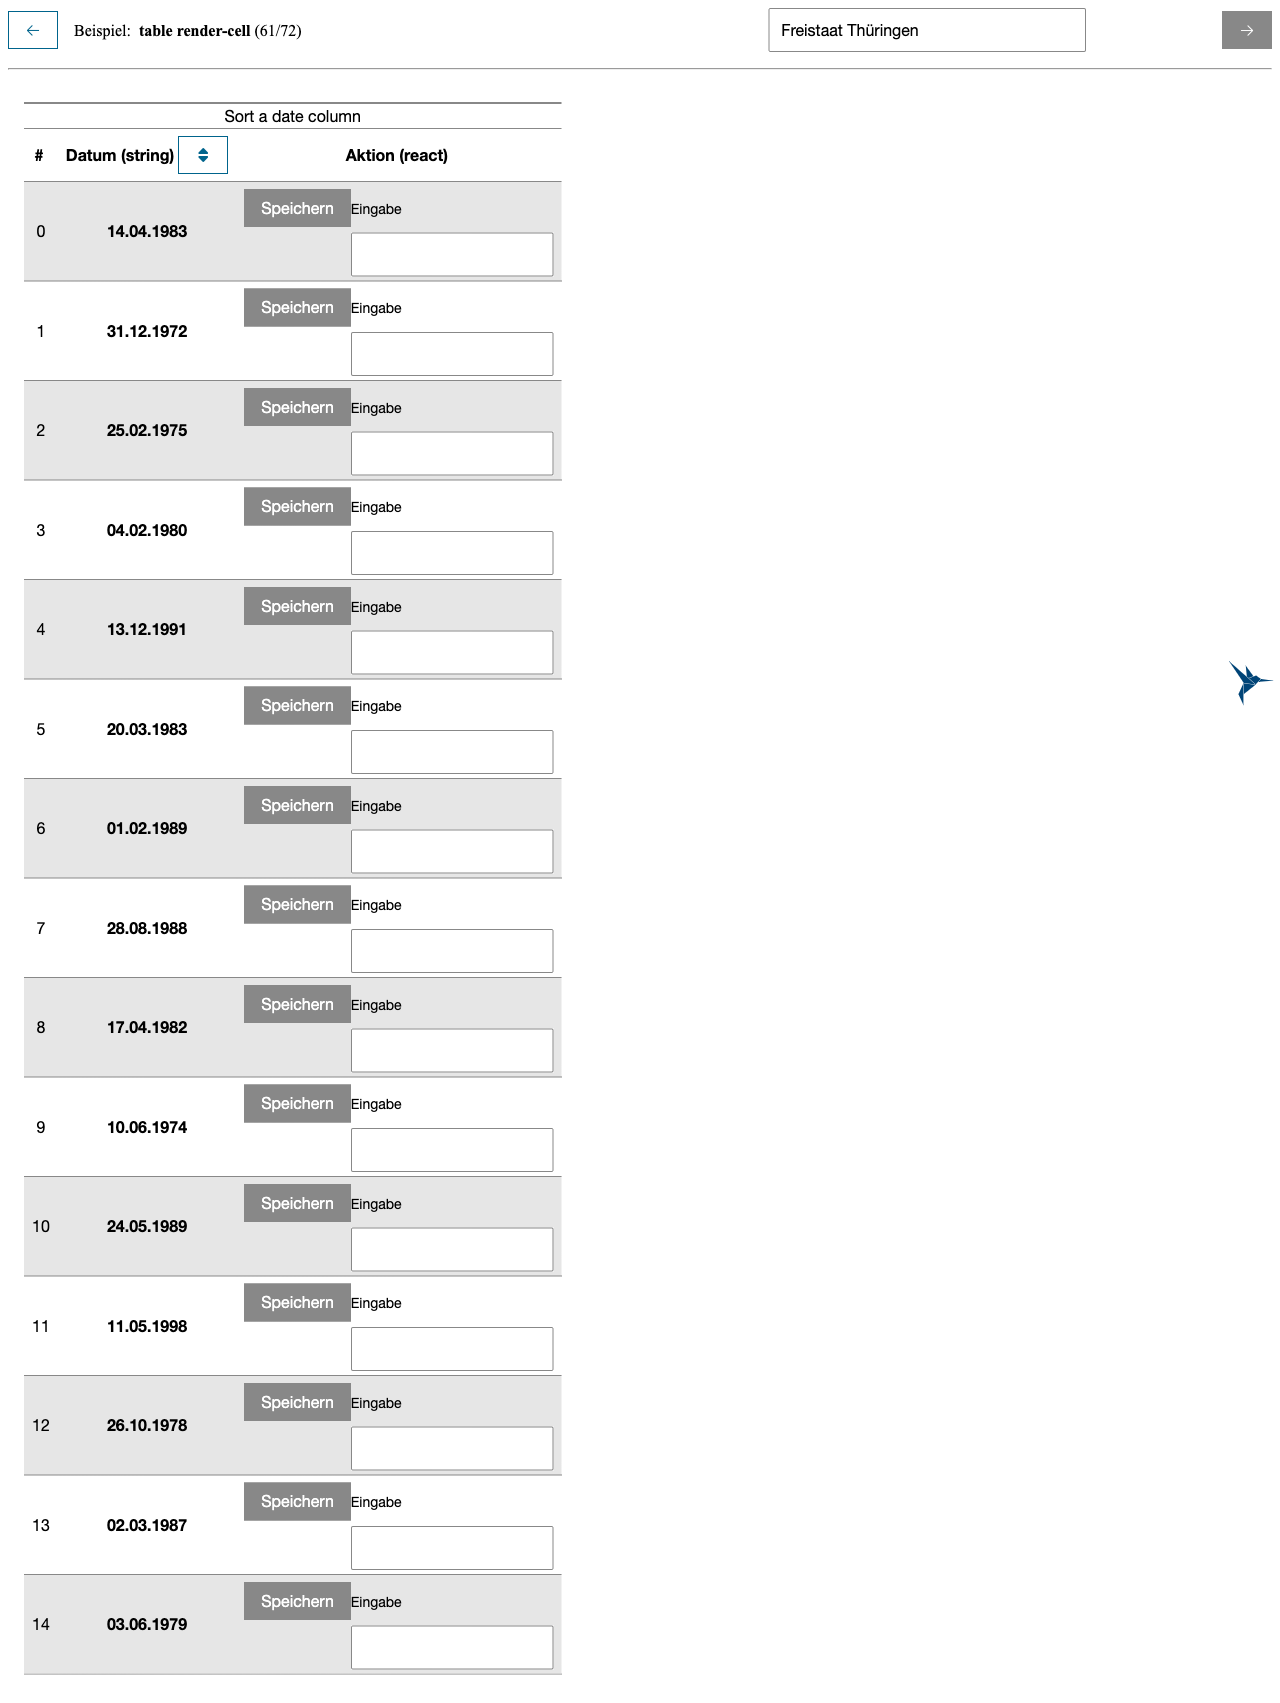 Beispiel: table render-cell (61/72)
Freistaat Thüringen
Sort a date column
# Datum (string) Aktion (react)
Speichern Eingabe
0 14.04.1983
Speichern Eingabe
1 31.12.1972
Speichern Eingabe
2 25.02.1975
Speichern Eingabe
3 04.02.1980
Speichern Eingabe
4 13.12.1991
Speichern Eingabe
5 20.03.1983
Speichern Eingabe
6 01.02.1989
Speichern Eingabe
7 28.08.1988
Speichern Eingabe
8 17.04.1982
Speichern Eingabe
9 10.06.1974
Speichern Eingabe
10 24.05.1989
Speichern Eingabe
11 11.05.1998
Speichern Eingabe
12 26.10.1978
Speichern Eingabe
13 02.03.1987
Speichern Eingabe
14 03.06.1979